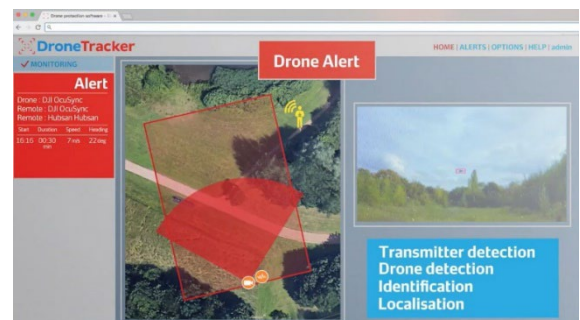 Drone protection software
DroneTracker
HOME | ALERTS | OPTIONS | HELP | admin
Drone Alert
MONITORING
Alert
Drone : DJI OcuSync
Remote : DJI OcuSync
Remote : Hubsan Hubsan
Start Duration Speed Heading
16:16 00:30 min 7 m/s 22 deg
Transmitter detection
Drone detection
Identification
Localisation